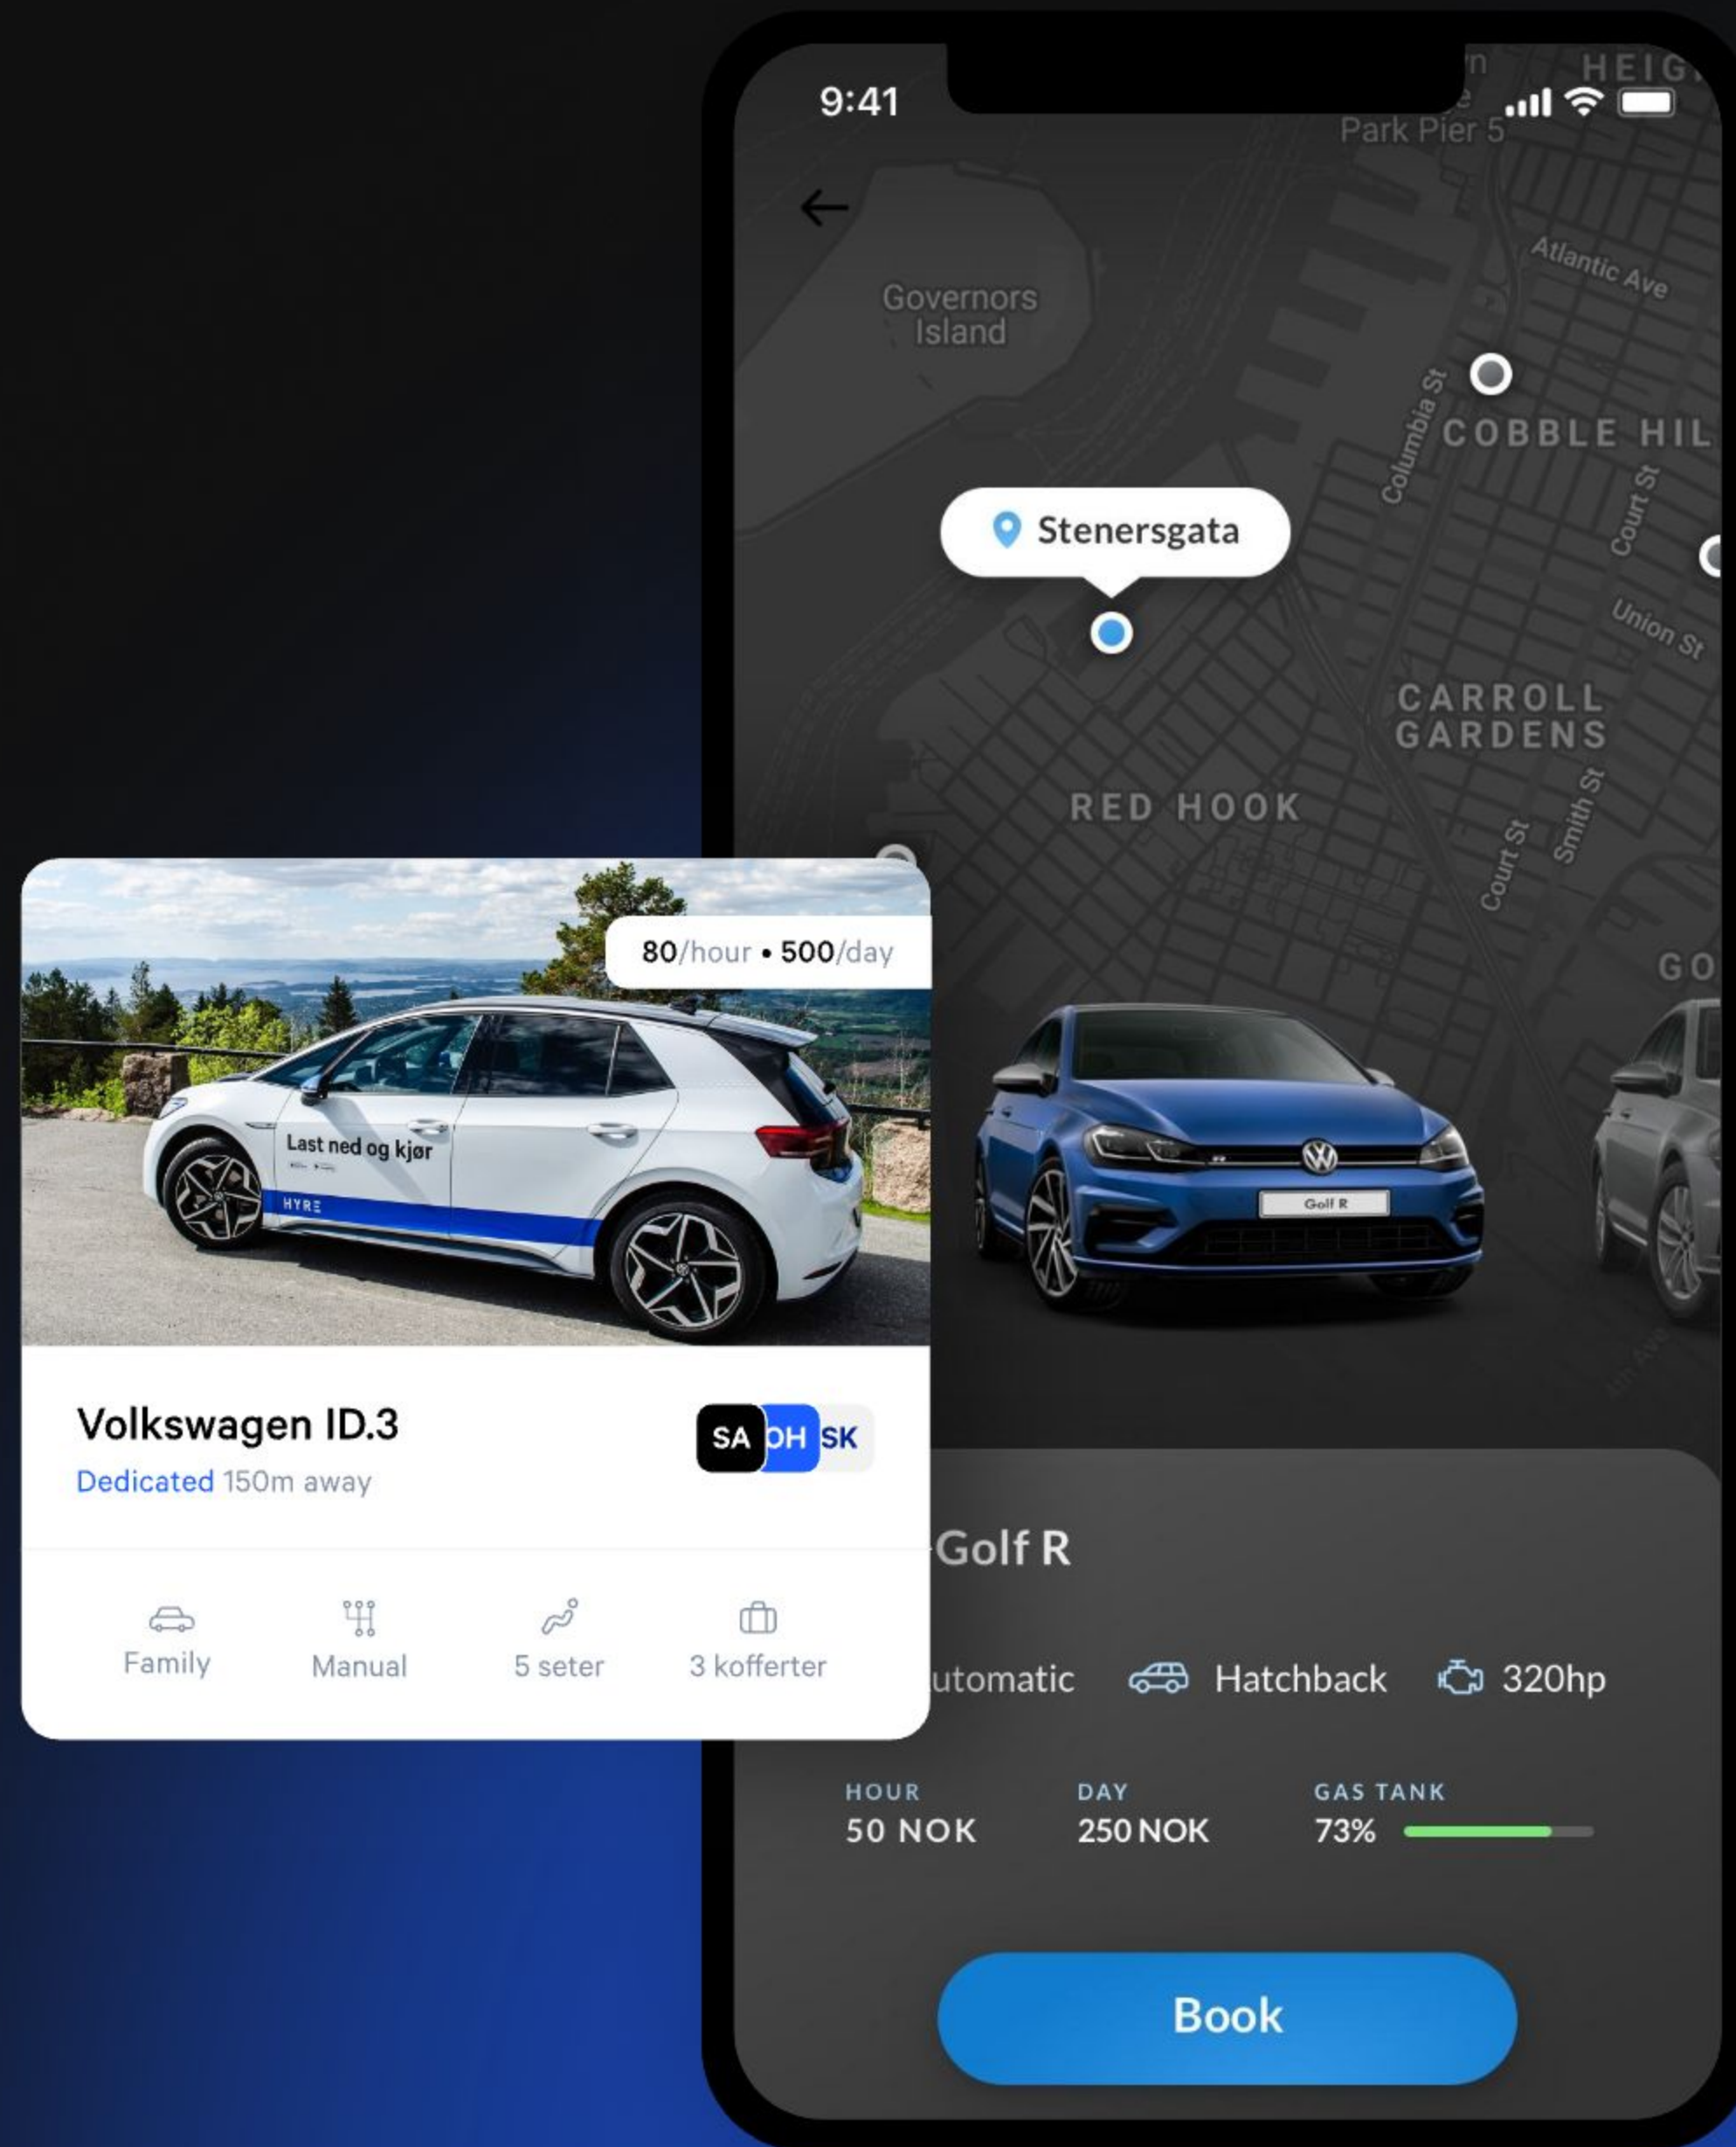 9:41
HEIG
Park Pier 5
Atlantic Ave
Governors
Island
Columbia St
COBBLE HIL
Court St
Stenersgata
Union St
CARROLL
GARDENS
RED HOOK
Smith St
Court St
GO
80/hour • 500/day
Last ned og kjør
HYRE
Golf R
Volkswagen ID.3
SA OH SK
Dedicated 150m away
Family
Manual
5 seter
3 kofferter
Golf R
utomatic
Hatchback
320hp
HOUR
50 NOK
DAY
250 NOK
GAS TANK
73%
Book